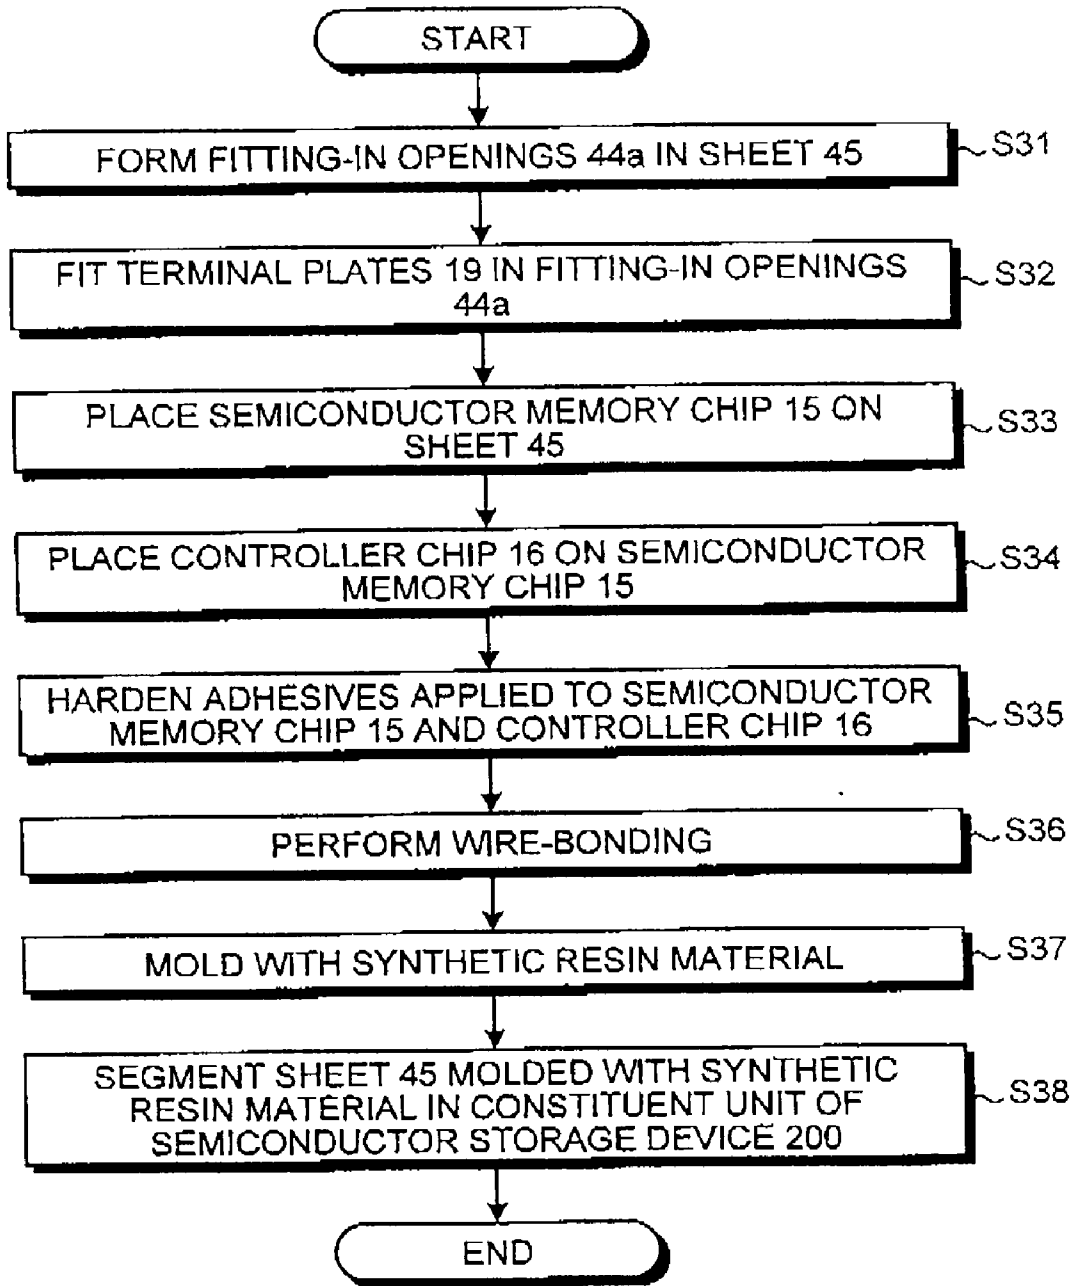 START
FORM FITTING-IN OPENINGS 44a IN SHEET 45
S31
FIT TERMINAL PLATES 19 IN FITTING-IN OPENINGS
44a
S32
PLACE SEMICONDUCTOR MEMORY CHIP 15 ON
SHEET 45
S33
PLACE CONTROLLER CHIP 16 ON SEMICONDUCTOR
MEMORY CHIP 15
S34
HARDEN ADHESIVES APPLIED TO SEMICONDUCTOR
MEMORY CHIP 15 AND CONTROLLER CHIP 16
S35
PERFORM WIRE-BONDING
S36
MOLD WITH SYNTHETIC RESIN MATERIAL
S37
SEGMENT SHEET 45 MOLDED WITH SYNTHETIC
RESIN MATERIAL IN CONSTITUENT UNIT OF
SEMICONDUCTOR STORAGE DEVICE 200
S38
END